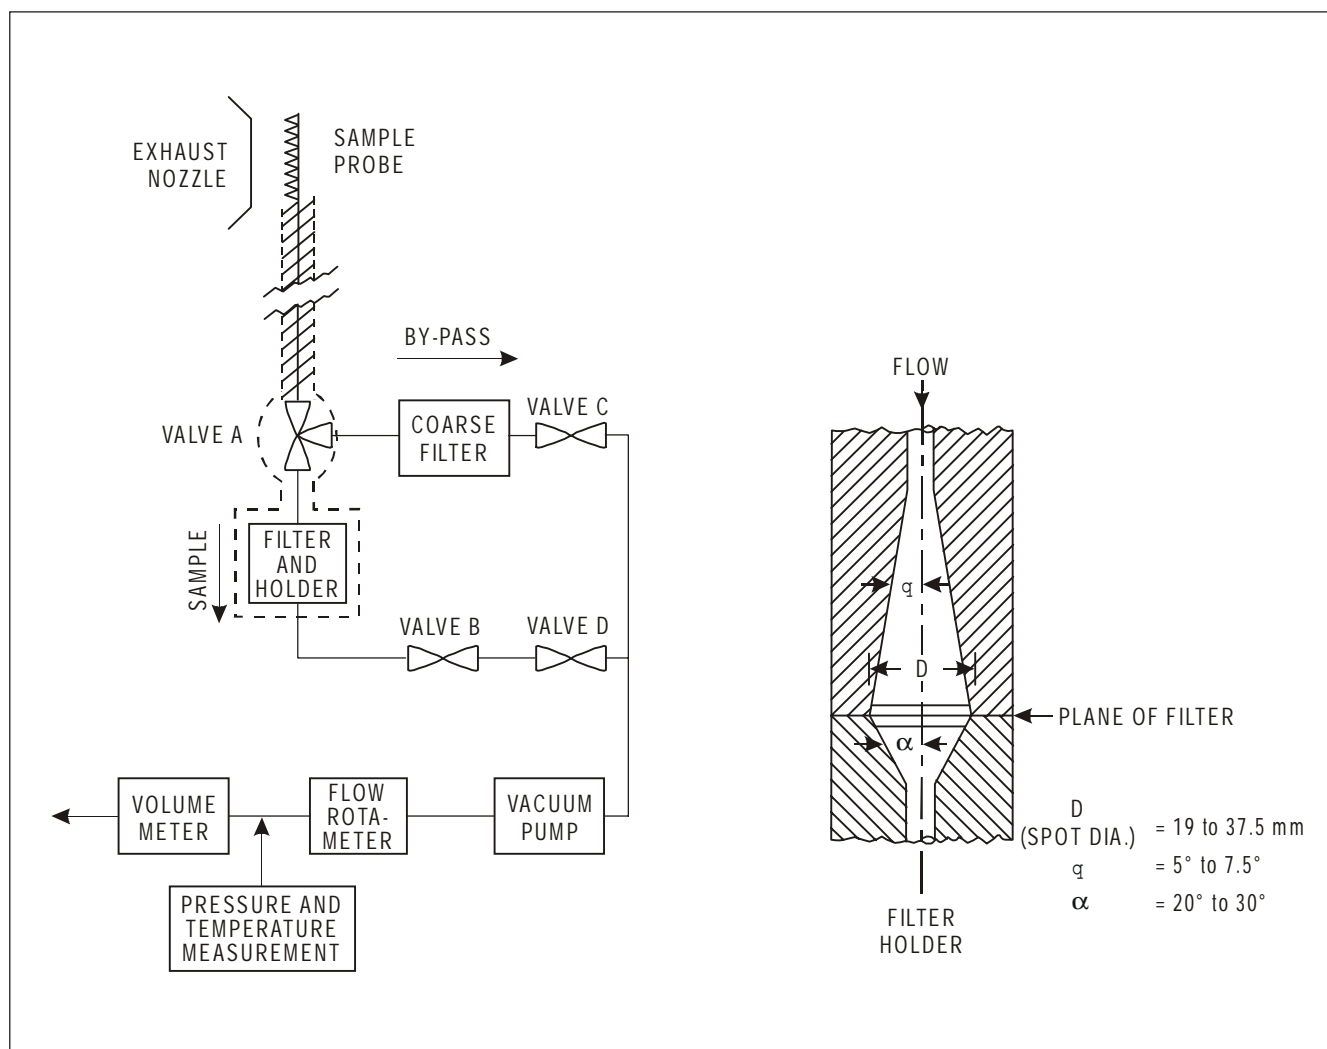 EXHAUST
NOZZLE
SAMPLE
PROBE
BY-PASS
VALVE A
COARSE
FILTER
VALVE C
SAMPLE
FILTER
AND
HOLDER
VALVE B
VALVE D
VOLUME
METER
FLOW
ROTA-
METER
VACUUM
PUMP
PRESSURE AND
TEMPERATURE
MEASUREMENT
FLOW
q
D
PLANE OF FILTER
α
FILTER
HOLDER
D
(SPOT DIA.) = 19 to 37.5 mm
q = 5° to 7.5°
α = 20° to 30°